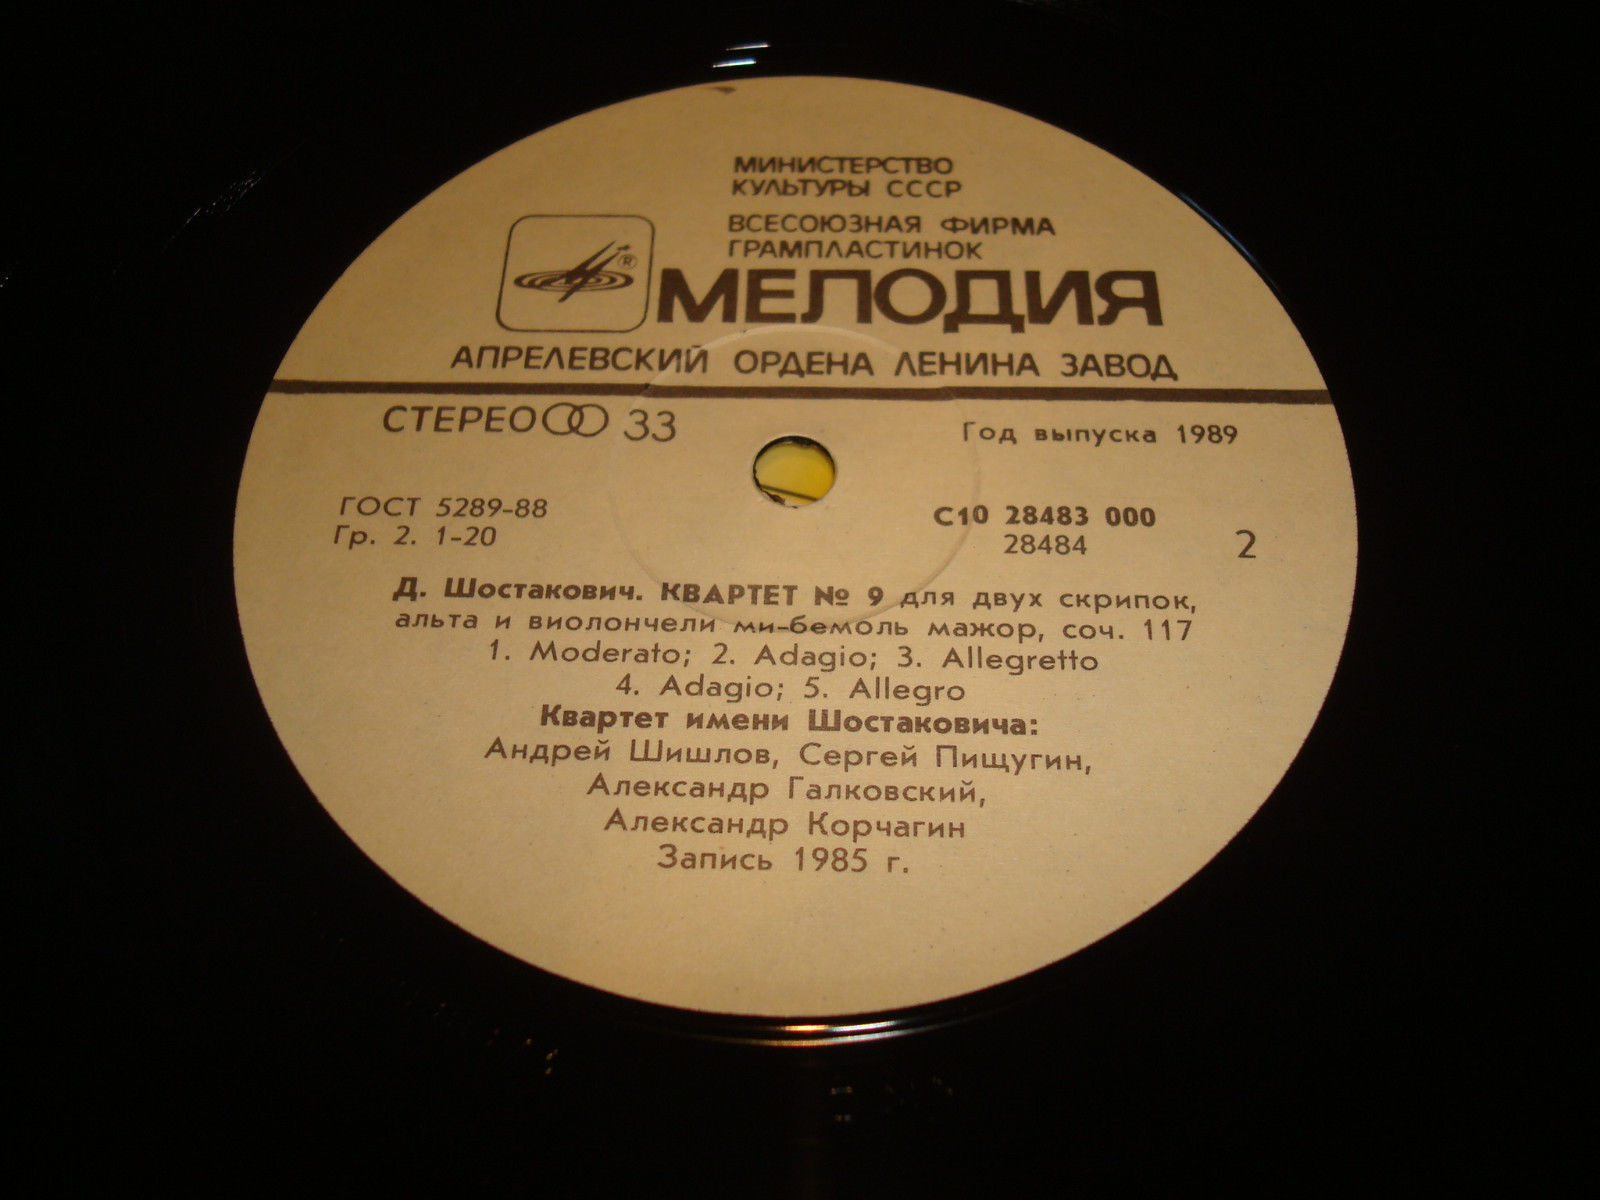 МИНИСТЕРСТВО
КУЛЬТУРЫ СССР
ВСЕСОЮЗНАЯ ФИРМА
ГРАМПЛАСТИНОК
®
МЕЛОДИЯ
АПРЕЛЕВСКИЙ ОРДЕНА ЛЕНИНА ЗАВОД
СТЕРЕО 33
Год выпуска 1989
ГОСТ 5289-88
Гр. 2. 1-20
С10 28483 000
28484
2
Д. Шостакович. КВАРТЕТ № 9 для двух скрипок,
альта и виолончели ми-бемоль мажор, соч. 117
1. Moderato; 2. Adagio; 3. Allegretto
4. Adagio; 5. Allegro
Квартет имени Шостаковича:
Андрей Шишлов, Сергей Пищугин,
Александр Галковский,
Александр Корчагин
Запись 1985 г.